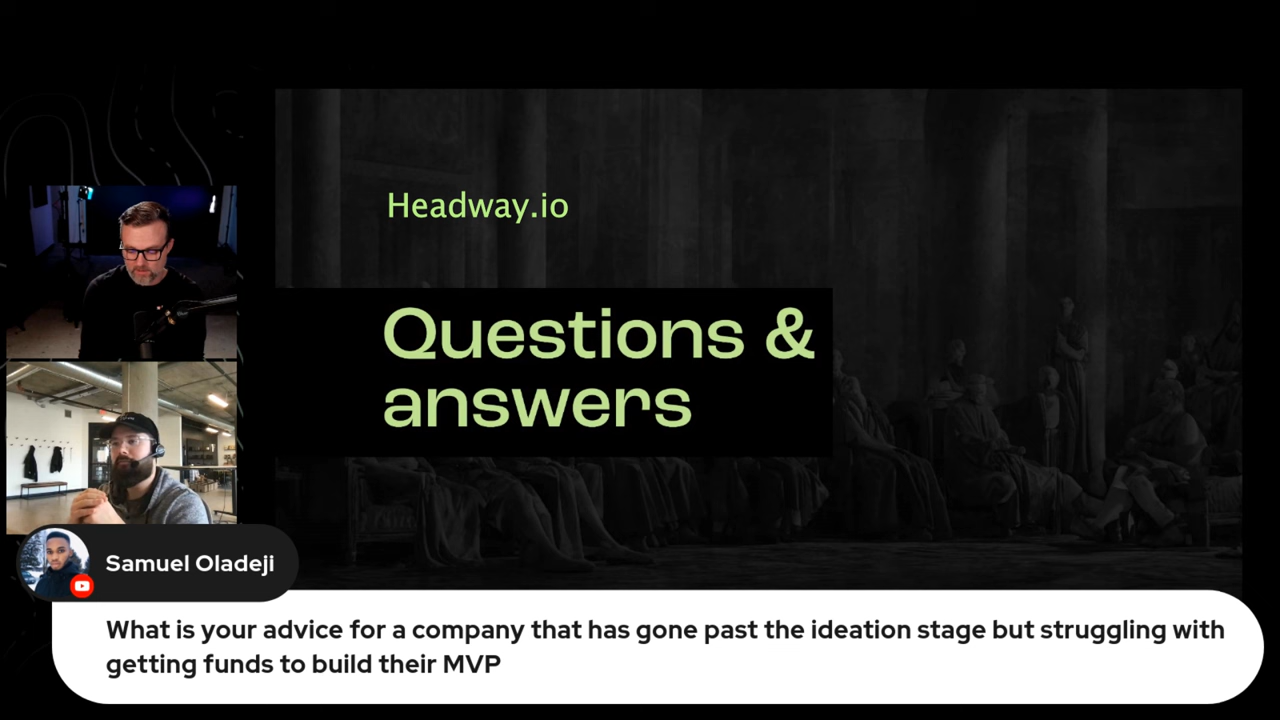 Headway.io
Questions &
answers
Samuel Oladeji
What is your advice for a company that has gone past the ideation stage but struggling with
getting funds to build their MVP